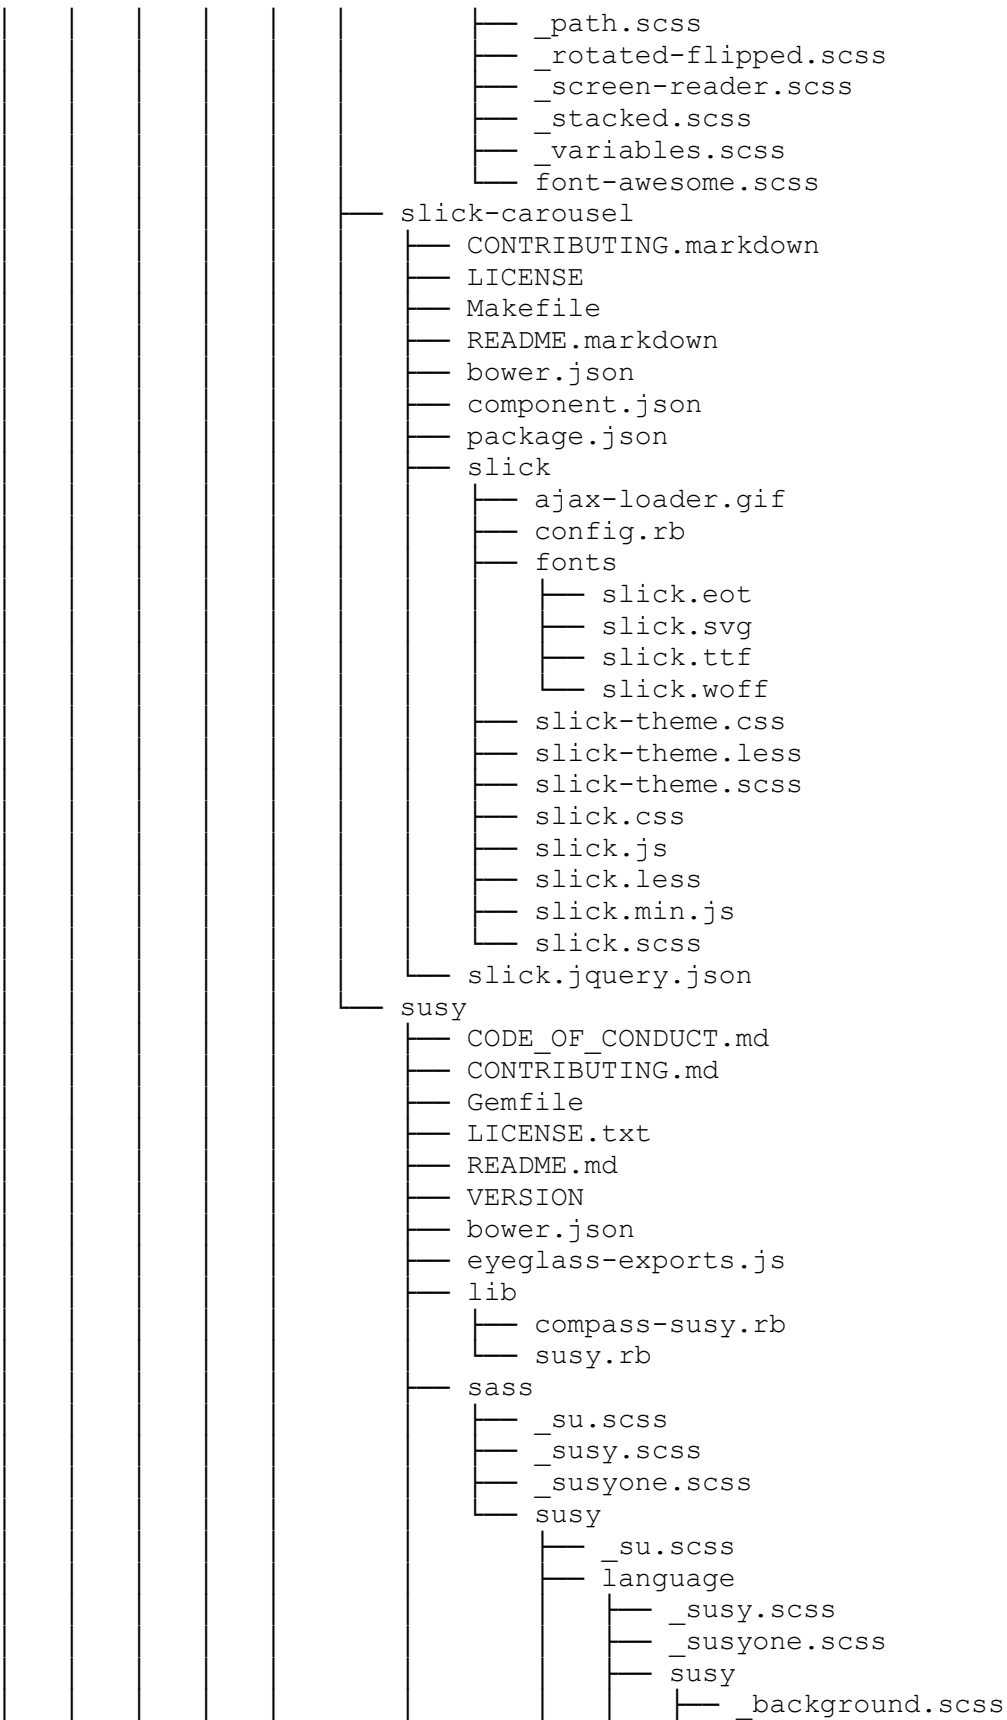 _path.scss
_rotated-flipped.scss
_screen-reader.scss
_stacked.scss
_variables.scss
font-awesome.scss
slick-carousel
CONTRIBUTING.markdown
LICENSE
Makefile
README.markdown
bower.json
component.json
package.json
slick
ajax-loader.gif
config.rb
fonts
slick.eot
slick.svg
slick.ttf
slick.woff
slick-theme.css
slick-theme.less
slick-theme.scss
slick.css
slick.js
slick.less
slick.min.js
slick.scss
slick.jquery.json
susy
CODE_OF_CONDUCT.md
CONTRIBUTING.md
Gemfile
LICENSE.txt
README.md
VERSION
bower.json
eyeglass-exports.js
lib
compass-susy.rb
susy.rb
sass
_su.scss
_susy.scss
_susyone.scss
susy
_su.scss
language
_susy.scss
_susyone.scss
susy
_background.scss